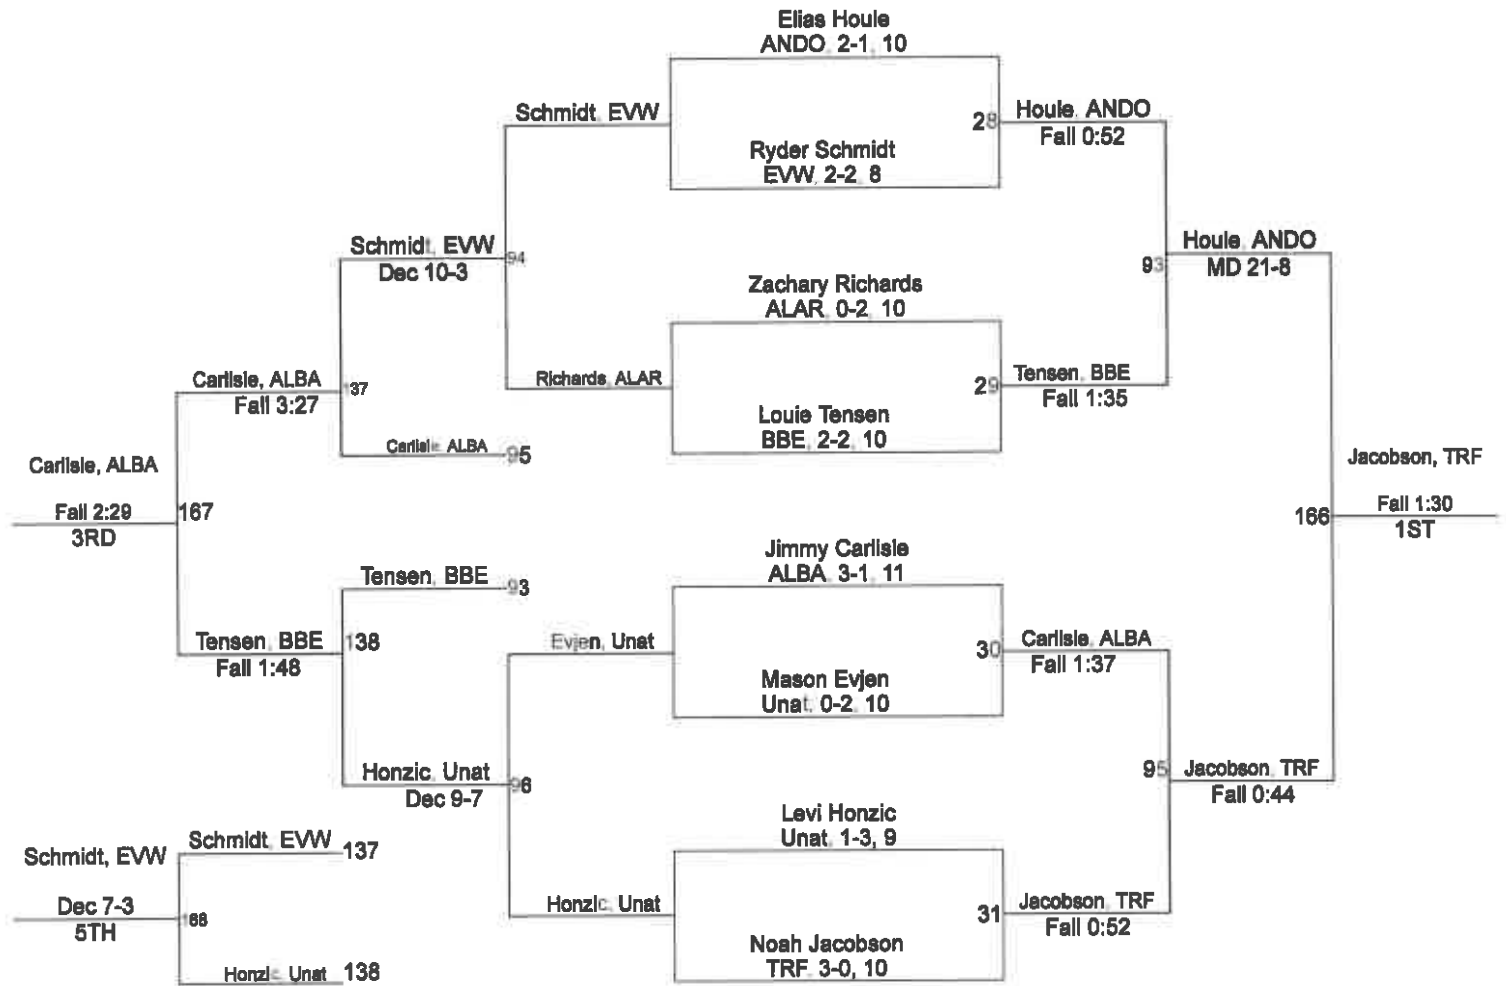 Elias Houle
ANDO, 2-1, 10
Schmidt, EVW
28
Houle, ANDO
Fall 0:52
Ryder Schmidt
EVW, 2-2, 8
Schmidt, EVW
Dec 10-3
94
Houle, ANDO
MD 21-8
93
Zachary Richards
ALAR, 0-2, 10
Carlisle, ALBA
Fall 3:27
137
Richards, ALAR
29
Tensen, BBE
Fall 1:35
Louie Tensen
BBE, 2-2, 10
Carlisle, ALBA
95
Carlisle, ALBA
Fall 2:29
3RD
167
Jacobson, TRF
Fall 1:30
1ST
166
Jimmy Carlisle
ALBA, 3-1, 11
Tensen, BBE
93
Tensen, BBE
Fall 1:48
138
Evjen, Unat
30
Carlisle, ALBA
Fall 1:37
Mason Evjen
Unat, 0-2, 10
Honzic, Unat
Dec 9-7
96
95
Jacobson, TRF
Fall 0:44
Levi Honzic
Unat, 1-3, 9
Schmidt, EVW
137
Schmidt, EVW
Dec 7-3
5TH
168
Honzic, Unat
31
Jacobson, TRF
Fall 0:52
Noah Jacobson
TRF, 3-0, 10
Honzic, Unat
138